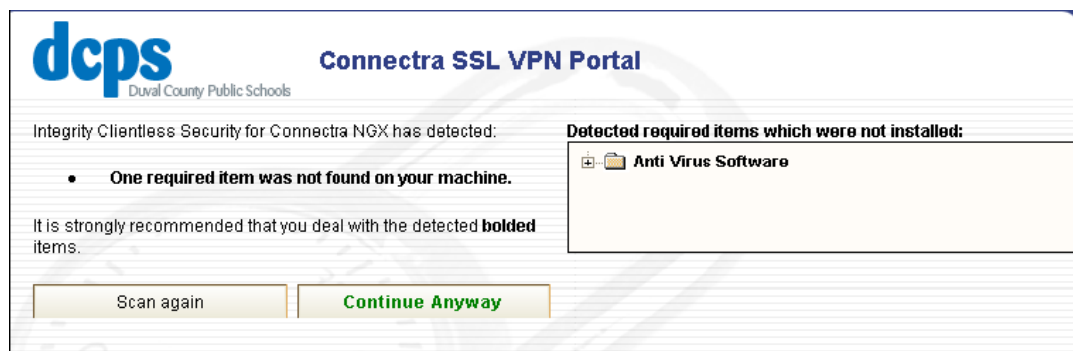 dcps
Duval County Public Schools
Connectra SSL VPN Portal
Integrity Clientless Security for Connectra NGX has detected:
• One required item was not found on your machine.
It is strongly recommended that you deal with the detected bolded
items.
Scan again
Continue Anyway
Detected required items which were not installed:
Anti Virus Software